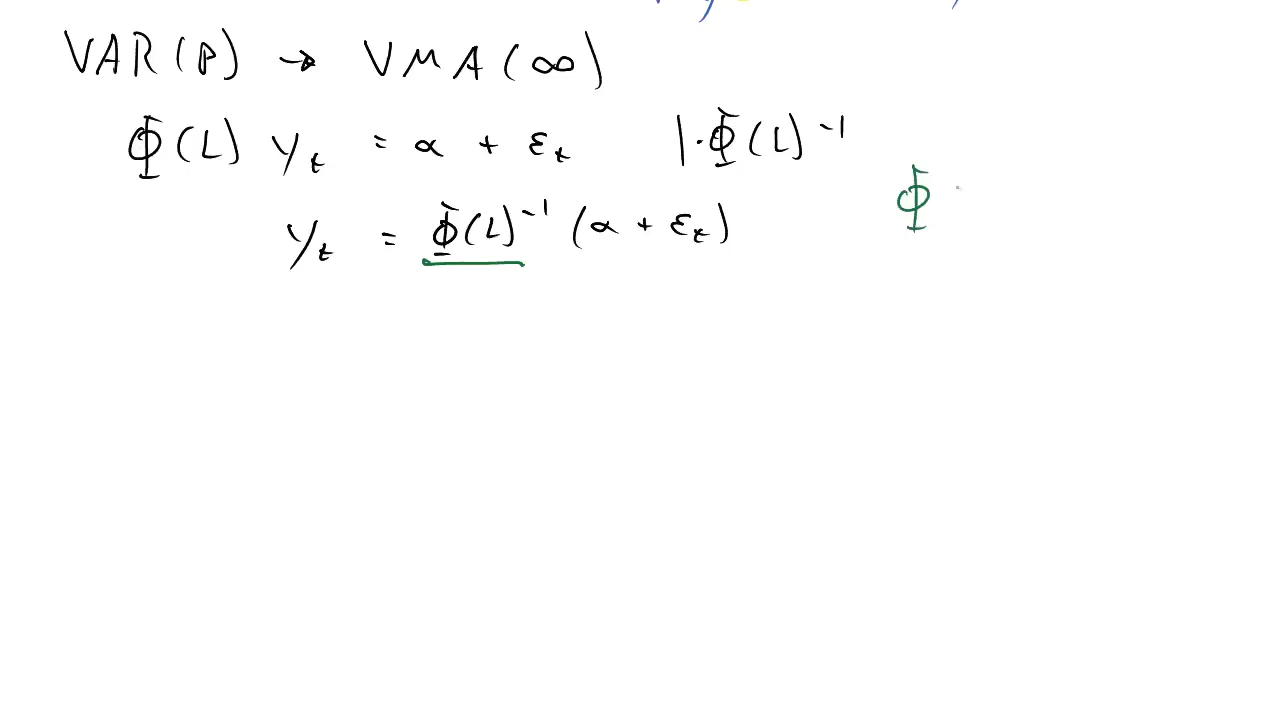 VAR(p) → VMA(∞)
Φ(L) y_t = α + ε_t |·Φ(L)^-1
Φ
y_t = Φ(L)^-1 (α + ε_t)